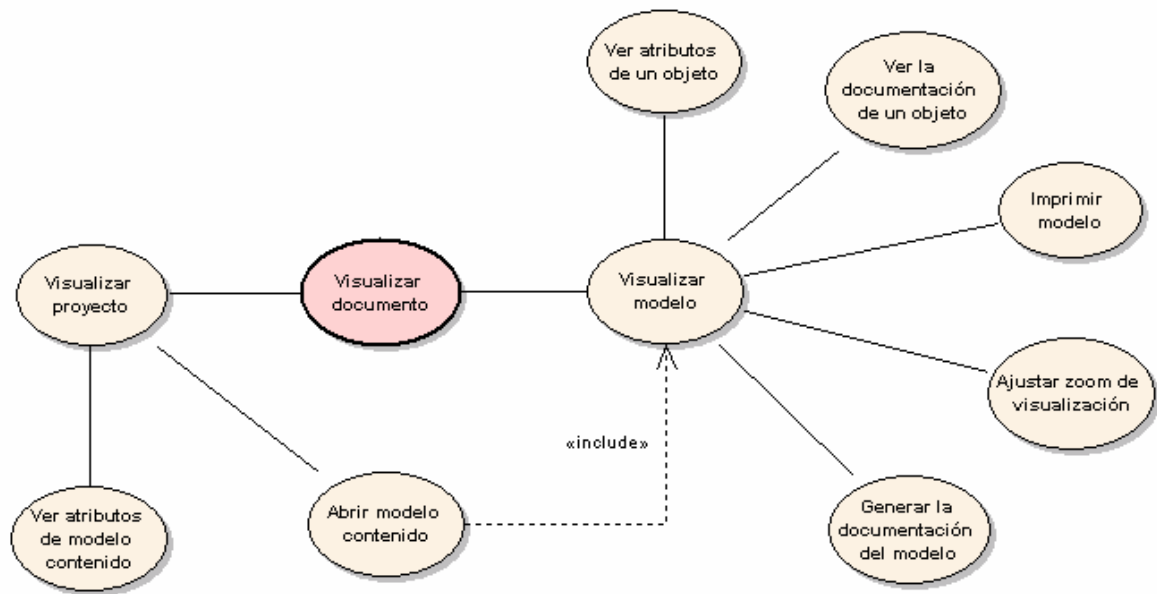 Ver atributos
de un objeto
Ver la
documentación
de un objeto
Imprimir
modelo
Visualizar
proyecto
Visualizar
documento
Visualizar
modelo
Ajustar zoom de
visualización
«include»
Ver atributos
de modelo
contenido
Abrir modelo
contenido
Generar la
documentación
del modelo